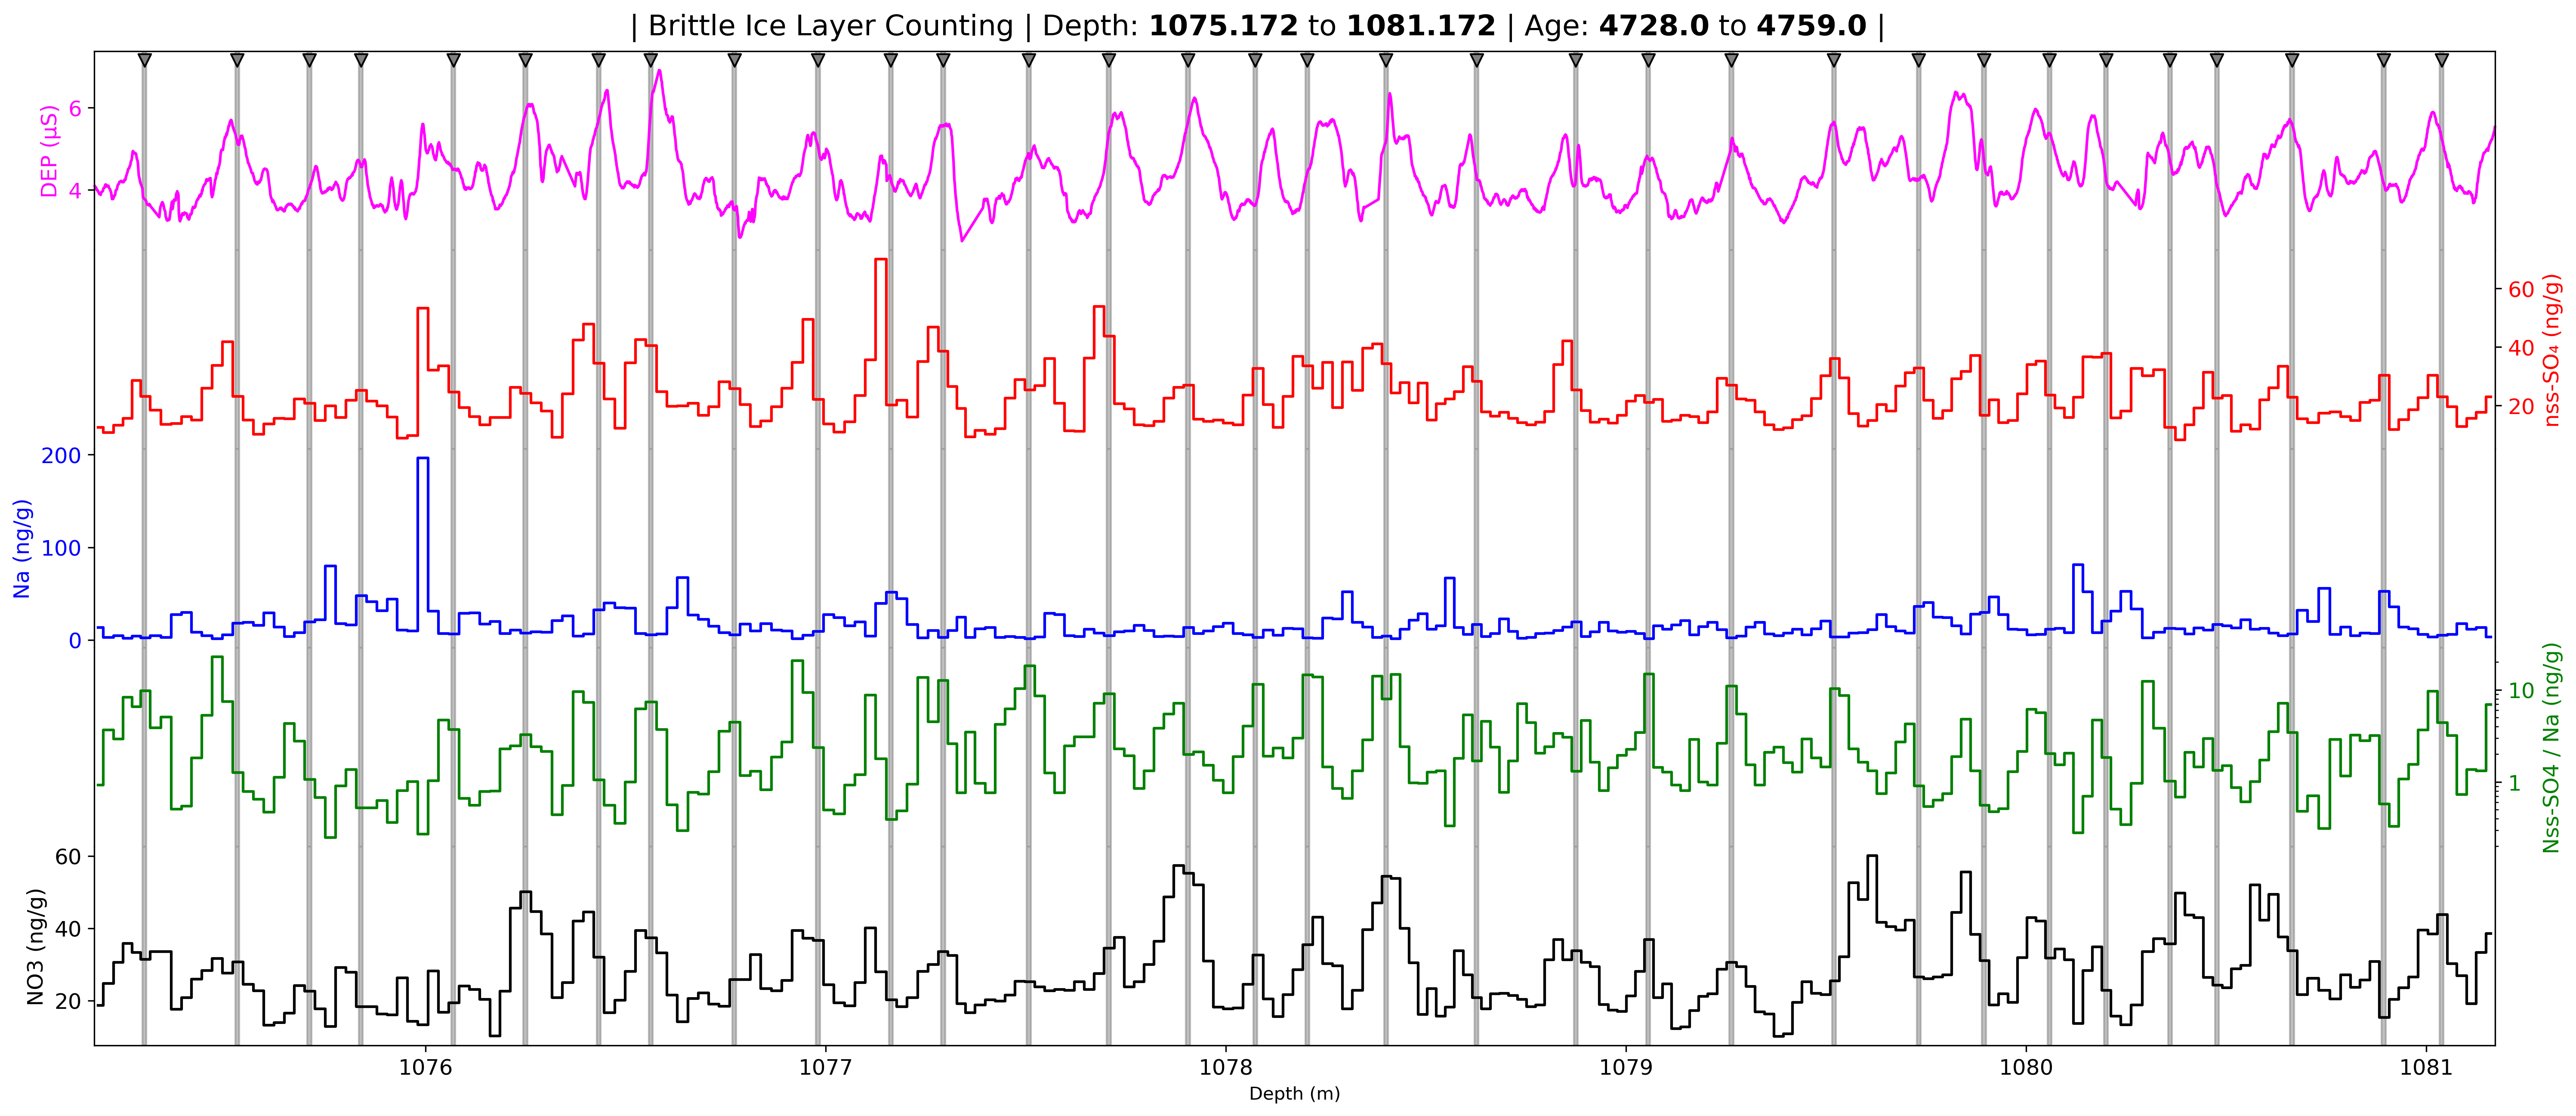 | Brittle Ice Layer Counting | Depth: 1075.172 to 1081.172 | Age: 4728.0 to 4759.0 |
DEP (μS)
6
4
nss-SO₄ (ng/g)
60
40
20
Na (ng/g)
200
100
0
Nss-SO4 / Na (ng/g)
10
1
NO3 (ng/g)
60
40
20
1076 1077 1078 1079 1080 1081
Depth (m)